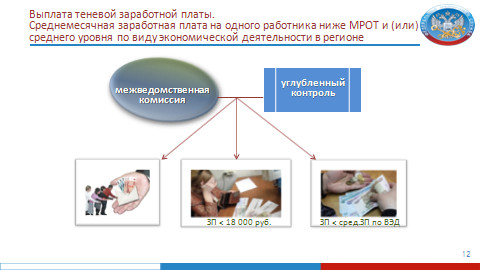 Выплата теневой заработной платы.
Среднемесячная заработная плата на одного работника ниже МРОТ и (или)
среднего уровня по виду экономической деятельности в регионе
межведомственная
комиссия
углубленный
контроль
ЗП < 18 000 руб.
ЗП < сред.ЗП по ВЭД
12